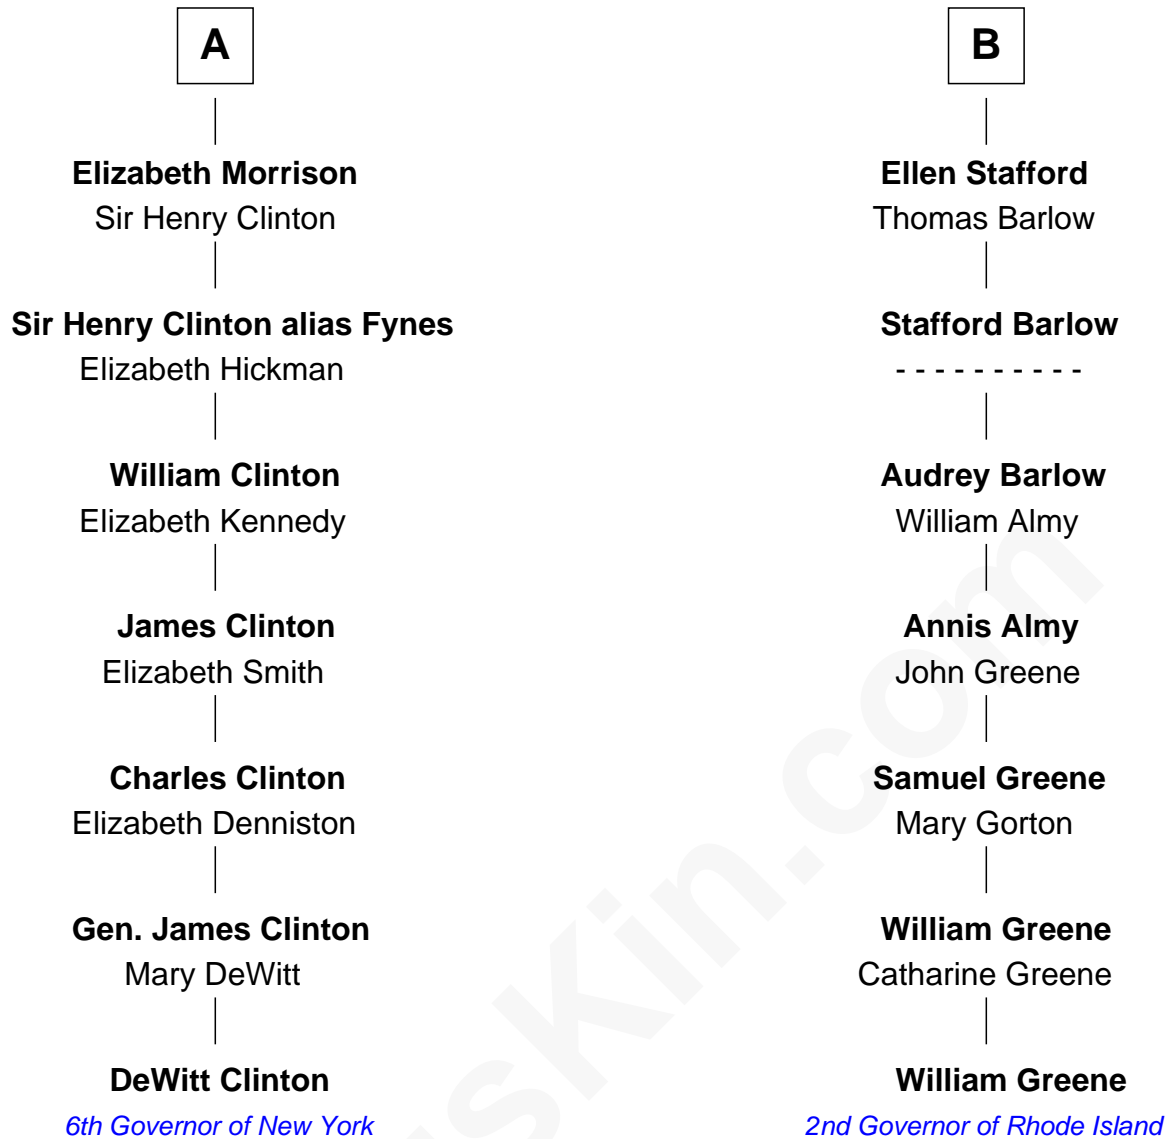 A
B
Elizabeth Morrison
Sir Henry Clinton
Ellen Stafford
Thomas Barlow
Sir Henry Clinton alias Fynes
Elizabeth Hickman
Stafford Barlow
- - - - - - - - - -
William Clinton
Elizabeth Kennedy
Audrey Barlow
William Almy
James Clinton
Elizabeth Smith
Annis Almy
John Greene
Charles Clinton
Elizabeth Denniston
Samuel Greene
Mary Gorton
Gen. James Clinton
Mary DeWitt
William Greene
Catharine Greene
DeWitt Clinton
6th Governor of New York
William Greene
2nd Governor of Rhode Island
sKin.com